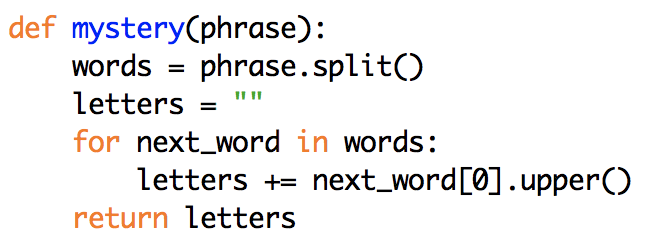 def mystery(phrase):
    words = phrase.split()
    letters = ""
    for next_word in words:
        letters += next_word[0].upper()
    return letters